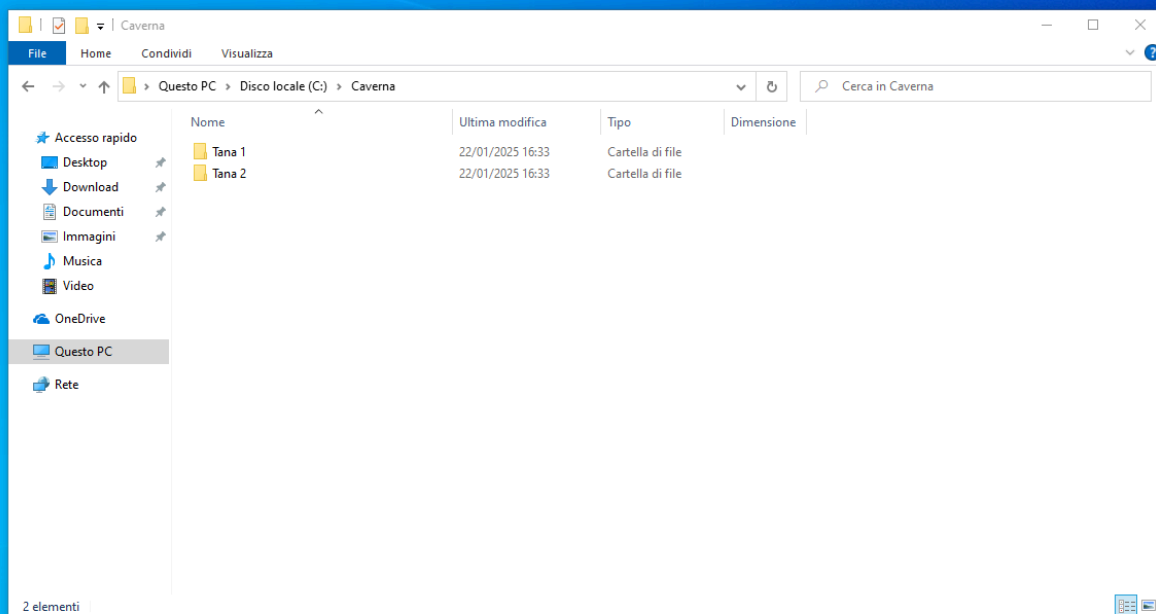 Caverna
File Home Condividi Visualizza
Questo PC > Disco locale (C:) > Caverna
Cerca in Caverna
Nome Ultima modifica Tipo Dimensione
Accesso rapido
Desktop
Download
Documenti
Immagini
Musica
Video
OneDrive
Questo PC
Rete
Tana 1 22/01/2025 16:33 Cartella di file
Tana 2 22/01/2025 16:33 Cartella di file
2 elementi